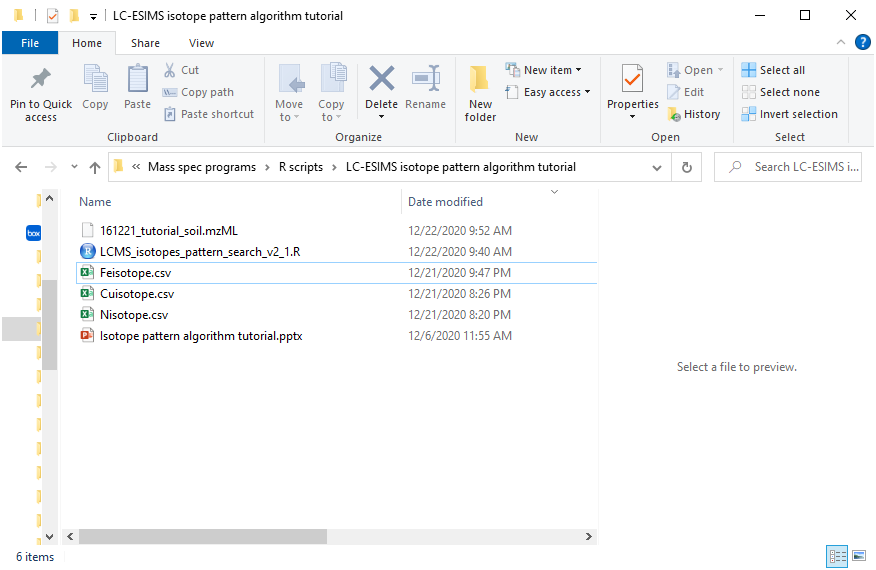 LC-ESIMS isotope pattern algorithm tutorial
File Home Share View
Pin to Quick access
Copy
Paste
Cut
Copy path
Paste shortcut
Clipboard
Move to
Copy to
Delete
Rename
Organize
New folder
New item
Easy access
New
Properties
Open
Edit
History
Open
Select all
Select none
Invert selection
Select
« Mass spec programs > R scripts > LC-ESIMS isotope pattern algorithm tutorial
Search LC-ESIMS i...
box
Name Date modified
161221_tutorial_soil.mzML 12/22/2020 9:52 AM
LCMS_isotopes_pattern_search_v2_1.R 12/22/2020 9:40 AM
Feisotope.csv 12/21/2020 9:47 PM
Cuisotope.csv 12/21/2020 8:26 PM
Nisotope.csv 12/21/2020 8:20 PM
Isotope pattern algorithm tutorial.pptx 12/6/2020 11:55 AM
Select a file to preview.
6 items